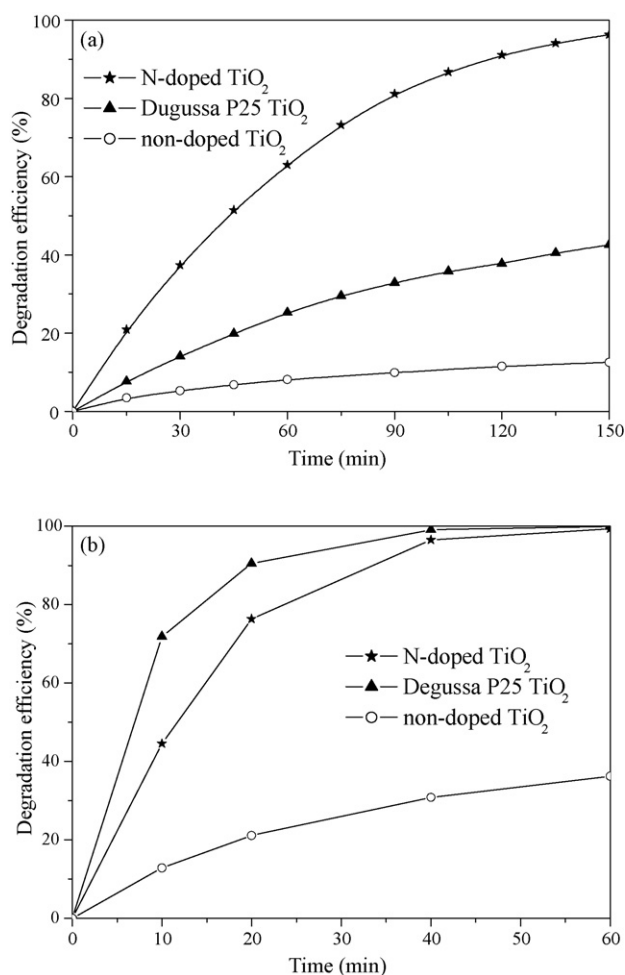 (a)
Degradation efficiency (%)
100
80
60
40
20
0
N-doped TiO₂
Dugussa P25 TiO₂
non-doped TiO₂
0 30 60 90 120 150
Time (min)
(b)
Degradation efficiency (%)
100
80
60
40
20
0
N-doped TiO₂
Degussa P25 TiO₂
non-doped TiO₂
0 10 20 30 40 50 60
Time (min)